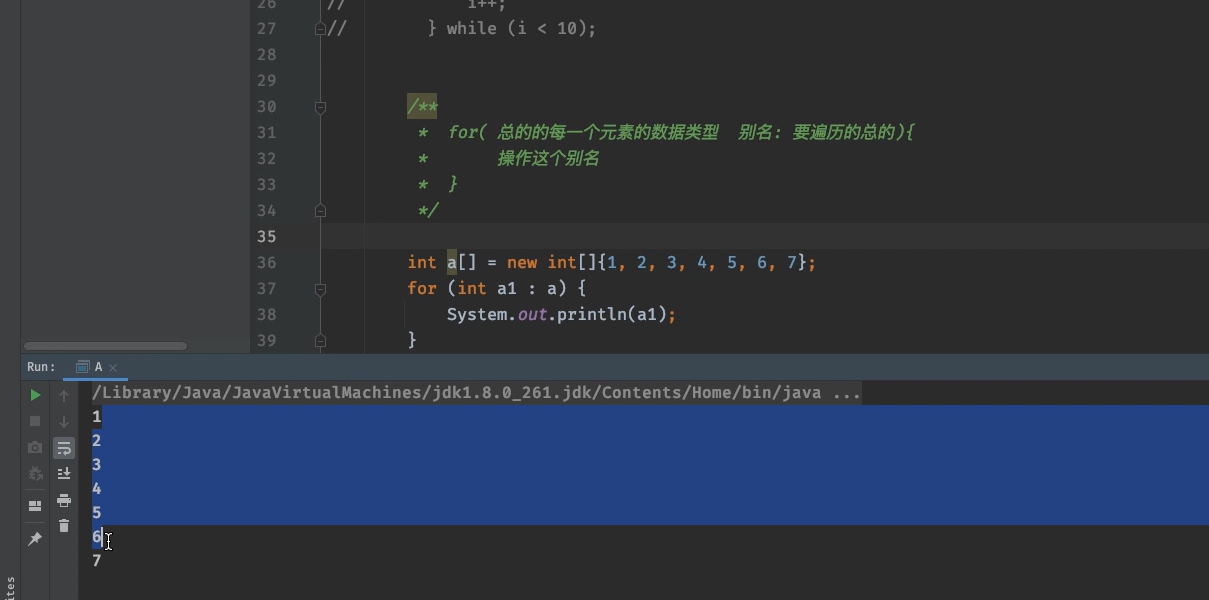 26 // i++;
27 // } while (i < 10);
28
29
30 /**
31 * for( 总的的每一个元素的数据类型 别名: 要遍历的总的){
32 * 操作这个别名
33 * }
34 */
35
36 int a[] = new int[]{1, 2, 3, 4, 5, 6, 7};
37 for (int a1 : a) {
38 System.out.println(a1);
39 }
Run: A
/Library/Java/JavaVirtualMachines/jdk1.8.0_261.jdk/Contents/Home/bin/java ...
1
2
3
4
5
6
7